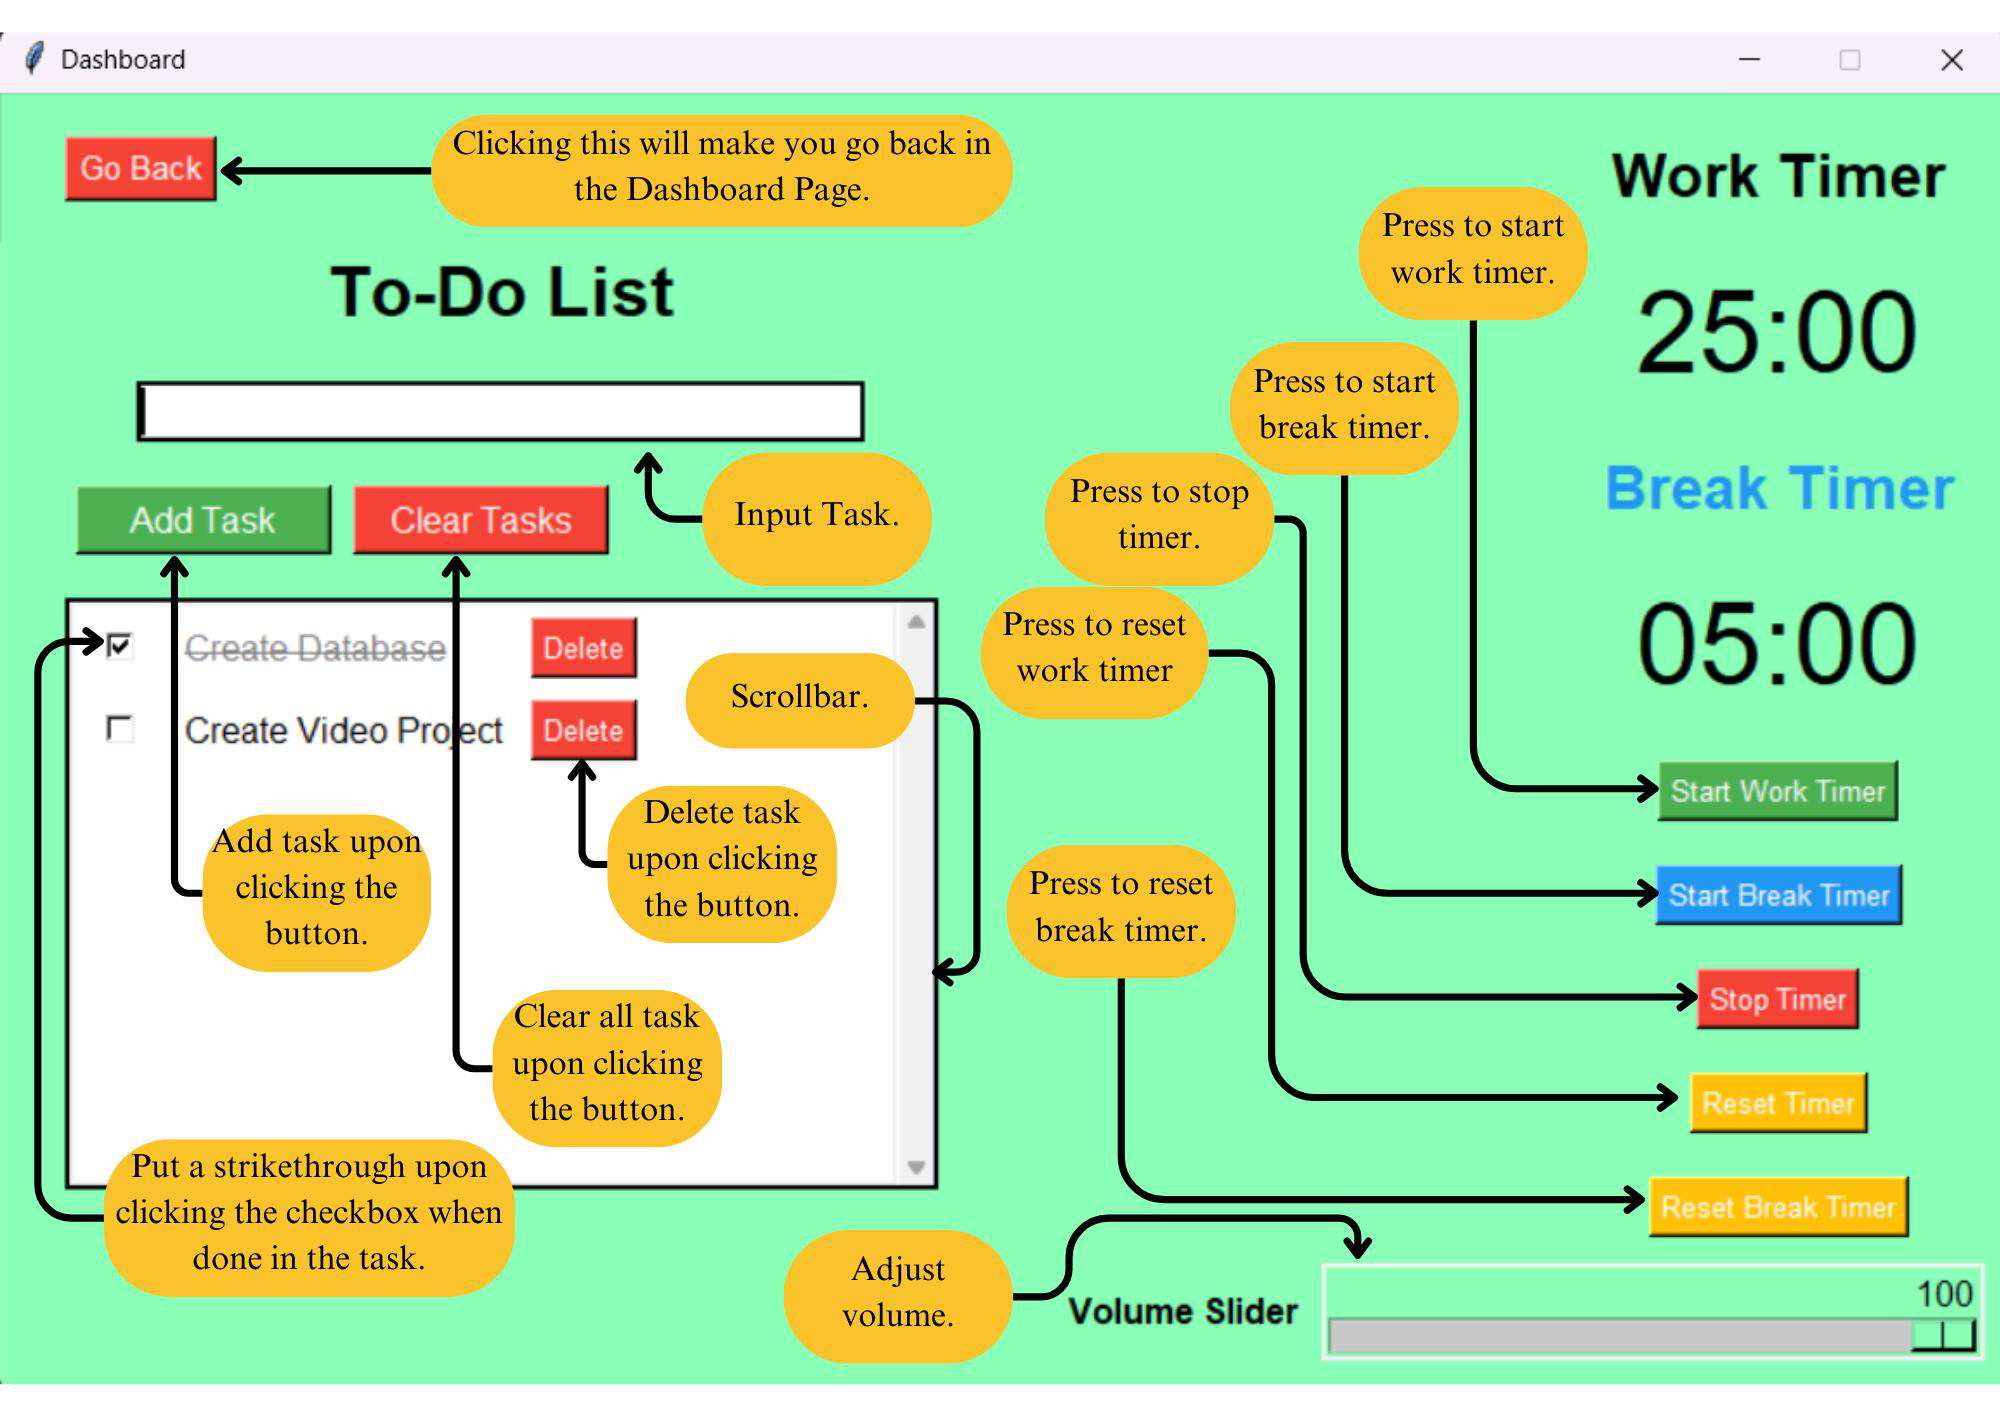 Dashboard
Go Back
Clicking this will make you go back in
the Dashboard Page.
To-Do List
Input Task.
Add Task
Clear Tasks
Create Database
Delete
Create Video Project
Delete
Scrollbar.
Add task upon
clicking the
button.
Delete task
upon clicking
the button.
Clear all task
upon clicking
the button.
Put a strikethrough upon
clicking the checkbox when
done in the task.
Work Timer
25:00
Break Timer
05:00
Press to start
work timer.
Press to start
break timer.
Press to stop
timer.
Press to reset
work timer
Press to reset
break timer.
Start Work Timer
Start Break Timer
Stop Timer
Reset Timer
Reset Break Timer
Adjust
volume.
Volume Slider
100